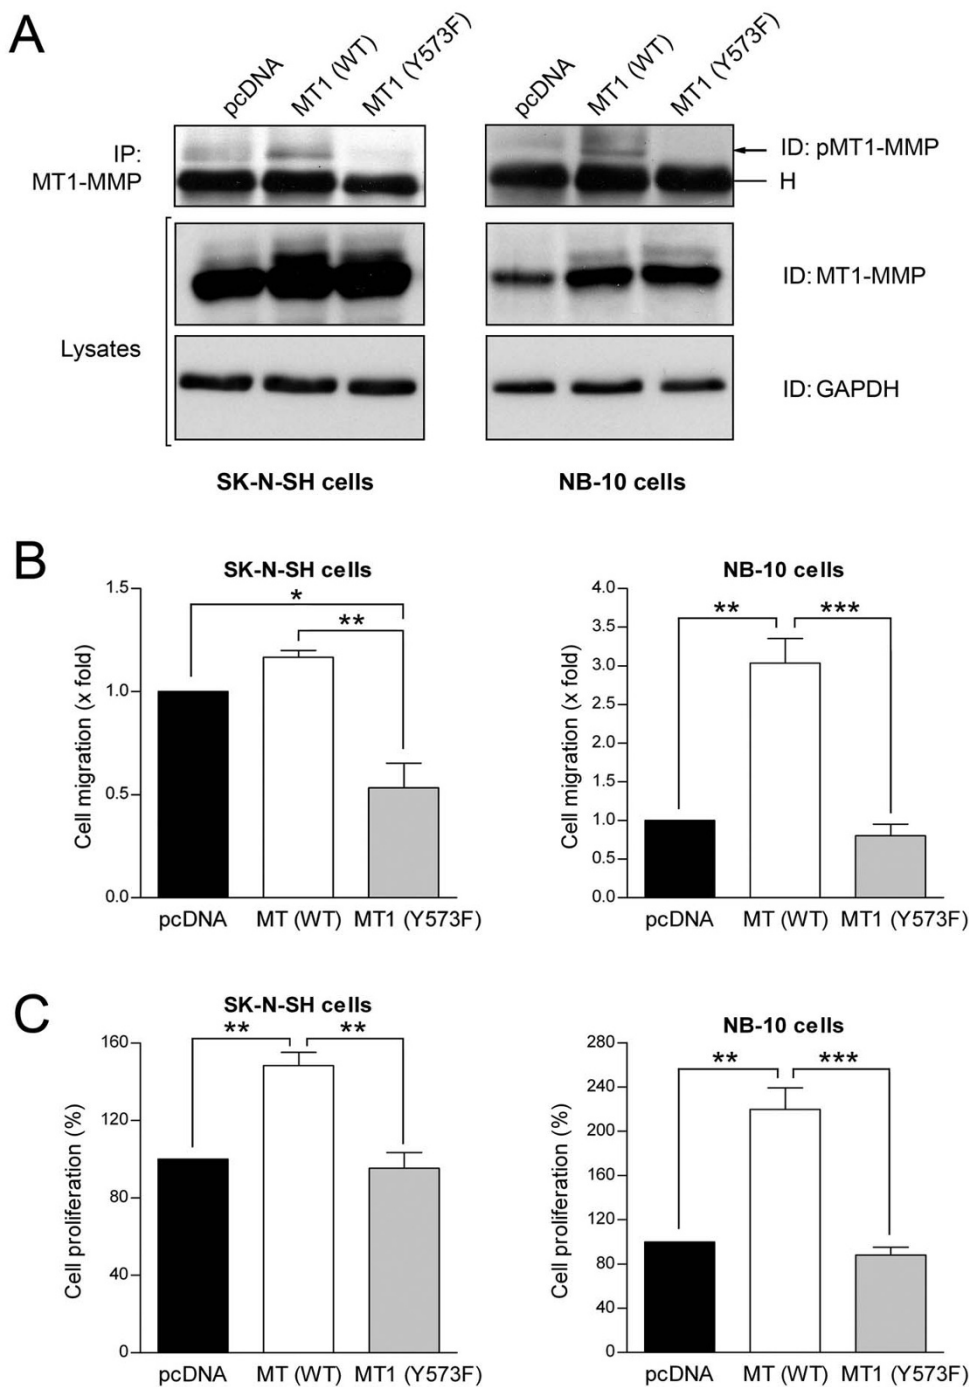 A
pcDNA
MT1 (WT)
MT1 (Y573F)
pcDNA
MT1 (WT)
MT1 (Y573F)
IP:
MT1-MMP
ID: pMT1-MMP
H
ID: MT1-MMP
Lysates
ID: GAPDH
SK-N-SH cells
NB-10 cells
B
SK-N-SH cells
Cell migration (x fold)
1.5
1.0
0.5
0.0
*
**
pcDNA
MT (WT)
MT1 (Y573F)
NB-10 cells
Cell migration (x fold)
4.0
3.5
3.0
2.5
2.0
1.5
1.0
0.5
0.0
**
***
pcDNA
MT (WT)
MT1 (Y573F)
C
SK-N-SH cells
Cell proliferation (%)
160
120
80
40
0
**
**
pcDNA
MT (WT)
MT1 (Y573F)
NB-10 cells
Cell proliferation (%)
280
240
200
160
120
80
40
0
**
***
pcDNA
MT (WT)
MT1 (Y573F)